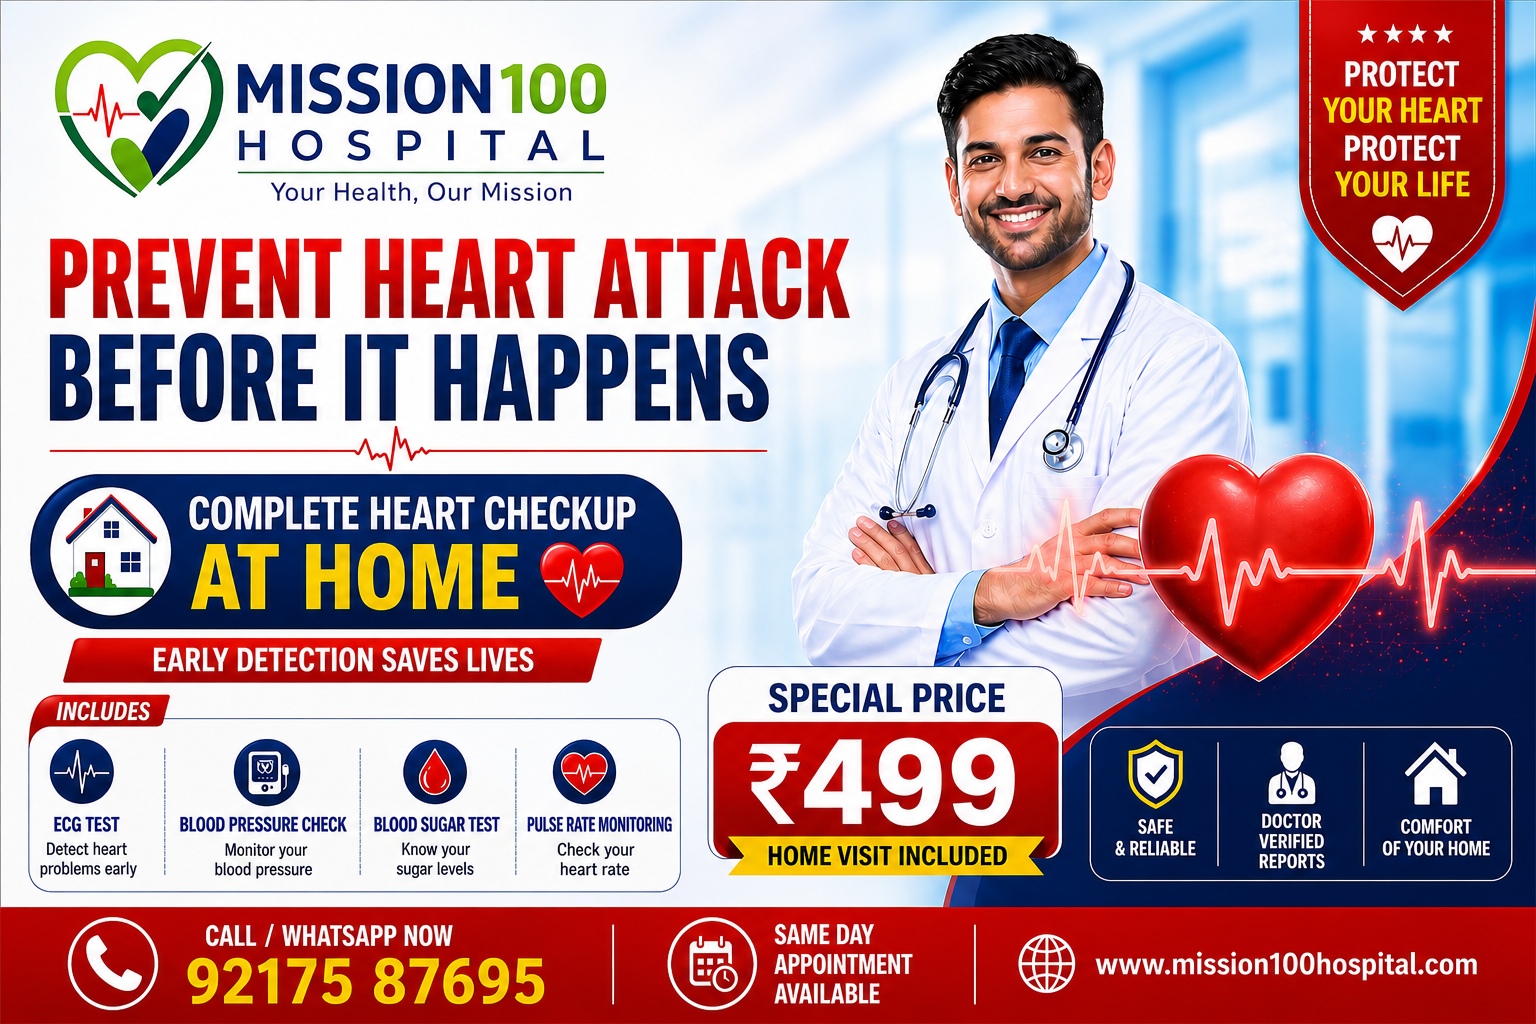 MISSION 100
HOSPITAL
Your Health, Our Mission
PROTECT
YOUR HEART
PROTECT
YOUR LIFE
PREVENT HEART ATTACK
BEFORE IT HAPPENS
COMPLETE HEART CHECKUP
AT HOME
EARLY DETECTION SAVES LIVES
INCLUDES
ECG TEST
Detect heart
problems early
BLOOD PRESSURE CHECK
Monitor your
blood pressure
BLOOD SUGAR TEST
Know your
sugar levels
PULSE RATE MONITORING
Check your
heart rate
SPECIAL PRICE
₹499
HOME VISIT INCLUDED
SAFE
& RELIABLE
DOCTOR
VERIFIED
REPORTS
COMFORT
OF YOUR HOME
CALL / WHATSAPP NOW
92175 87695
SAME DAY
APPOINTMENT
AVAILABLE
www.mission100hospital.com